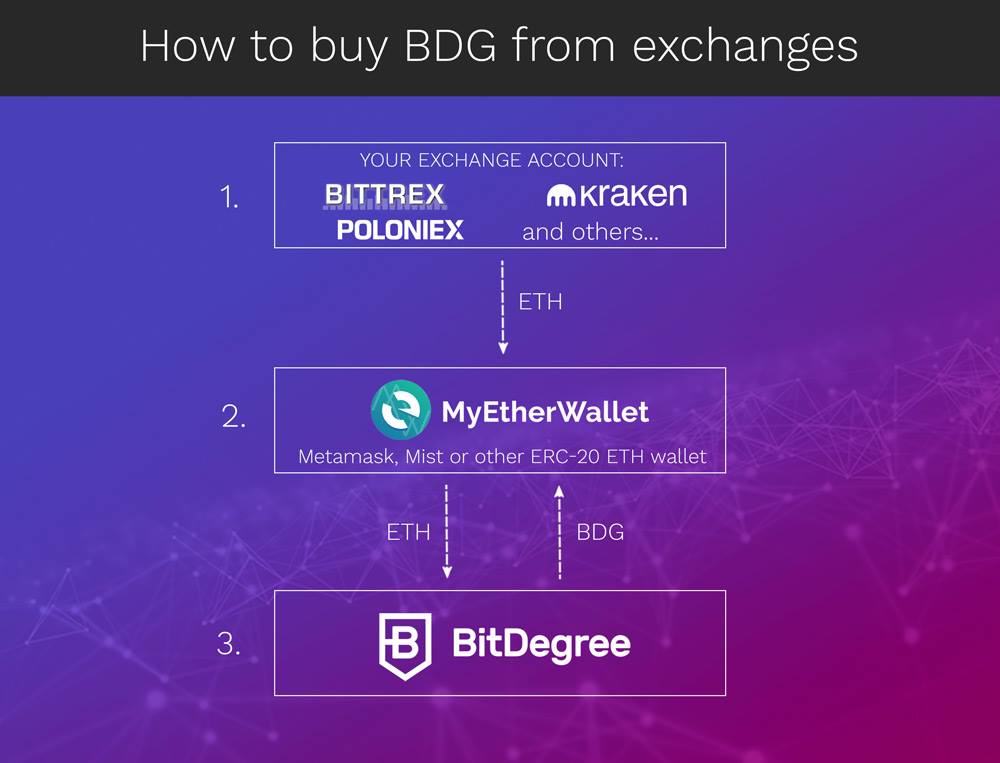 How to buy BDG from exchanges
1.
YOUR EXCHANGE ACCOUNT:
BITTREX
kraken
POLONIEX
and others...
ETH
2.
MyEtherWallet
Metamask, Mist or other ERC-20 ETH wallet
ETH
BDG
3.
B BitDegree